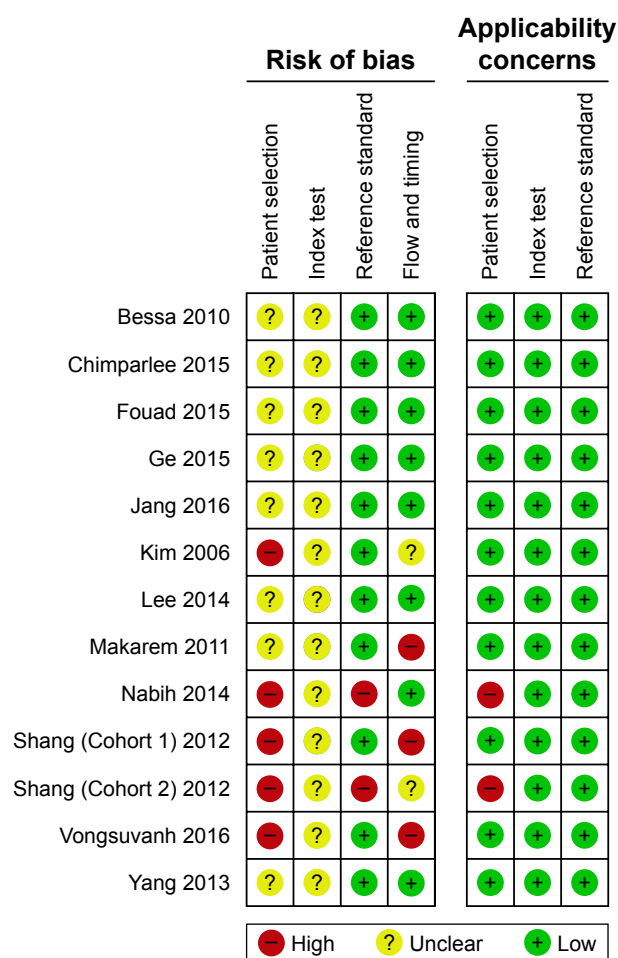 Risk of bias
Applicability
concerns
Patient selection
Index test
Reference standard
Flow and timing
Patient selection
Index test
Reference standard
Bessa 2010 ? ? + + + + +
Chimparlee 2015 ? ? + + + + +
Fouad 2015 ? ? + + + + +
Ge 2015 ? ? + + + + +
Jang 2016 ? ? + + + + +
Kim 2006 – ? + ? + + +
Lee 2014 ? ? + + + + +
Makarem 2011 ? ? + – + + +
Nabih 2014 – ? – + – + +
Shang (Cohort 1) 2012 – ? + – + + +
Shang (Cohort 2) 2012 – ? – ? – + +
Vongsuvanh 2016 – ? + – + + +
Yang 2013 ? ? + + + + +
– High ? Unclear + Low